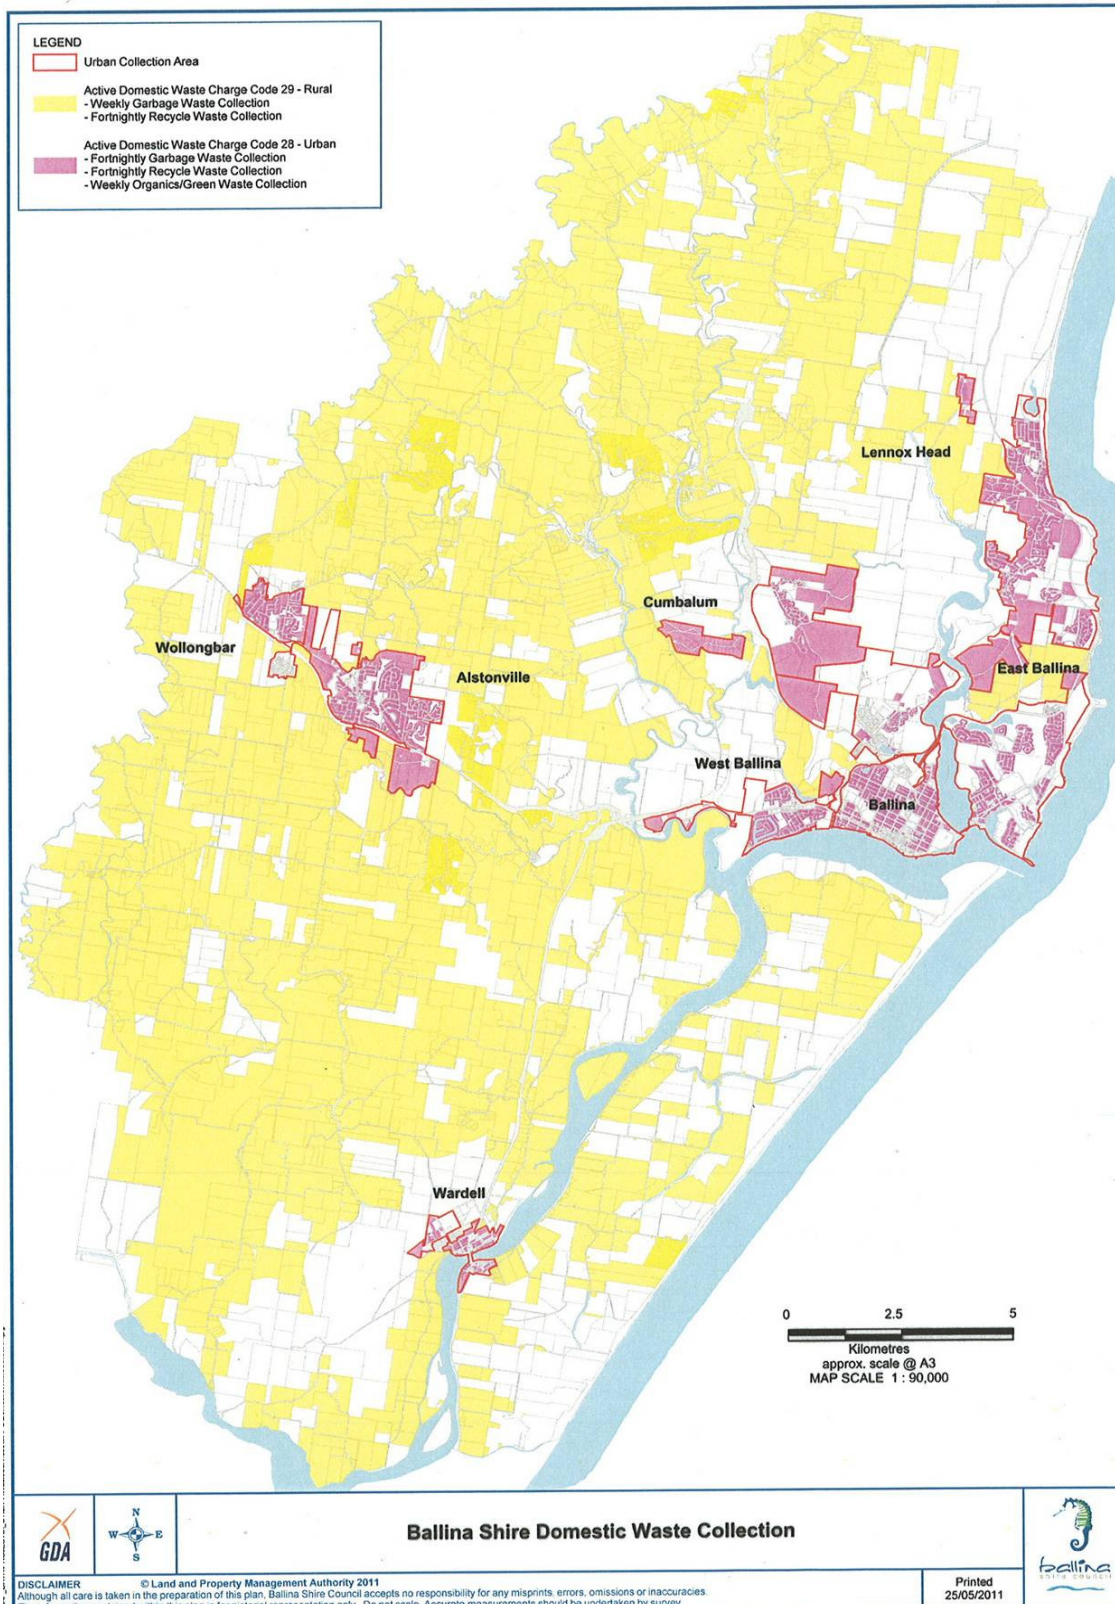 LEGEND
Urban Collection Area
Active Domestic Waste Charge Code 29 - Rural
- Weekly Garbage Waste Collection
- Fortnightly Recycle Waste Collection
Active Domestic Waste Charge Code 28 - Urban
- Fortnightly Garbage Waste Collection
- Fortnightly Recycle Waste Collection
- Weekly Organics/Green Waste Collection
Lennox Head
Cumbalum
Wollongbar
East Ballina
Alstonville
West Ballina
Ballina
Wardell
0 2.5 5
Kilometres
approx. scale @ A3
MAP SCALE 1 : 90,000
GDA
N
W E
S
Ballina Shire Domestic Waste Collection
ballina
shire council
DISCLAIMER © Land and Property Management Authority 2011
Although all care is taken in the preparation of this plan, Ballina Shire Council accepts no responsibility for any misprints, errors, omissions or inaccuracies.
Printed
25/05/2011